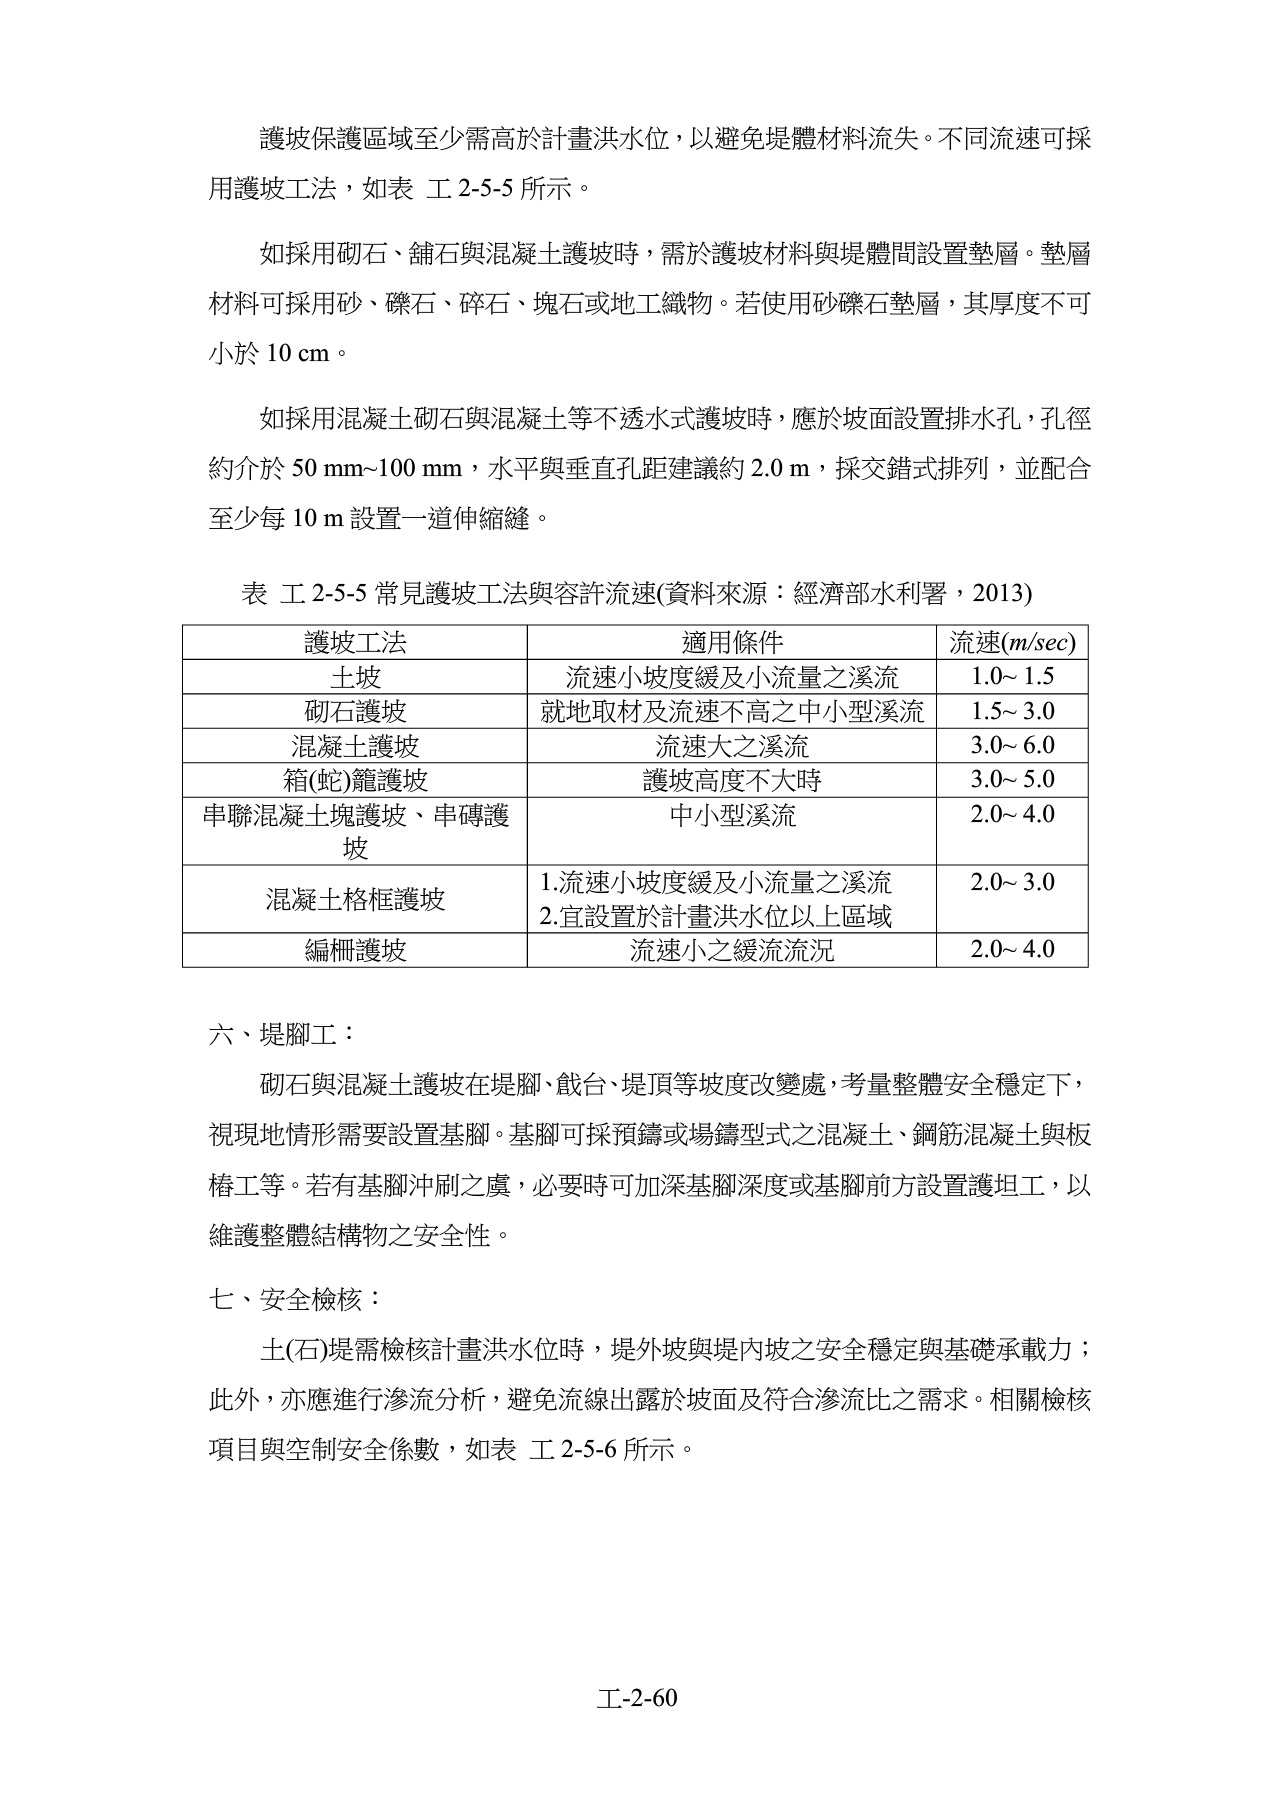 護坡保護區域至少需高於計畫洪水位，以避免堤體材料流失。不同流速可採
用護坡工法，如表 工 2-5-5 所示。
如採用砌石、舖石與混凝土護坡時，需於護坡材料與堤體間設置墊層。墊層
材料可採用砂、礫石、碎石、塊石或地工織物。若使用砂礫石墊層，其厚度不可
小於 10 cm。
如採用混凝土砌石與混凝土等不透水式護坡時，應於坡面設置排水孔，孔徑
約介於 50 mm~100 mm，水平與垂直孔距建議約 2.0 m，採交錯式排列，並配合
至少每 10 m 設置一道伸縮縫。
表 工 2-5-5 常見護坡工法與容許流速(資料來源：經濟部水利署，2013)
護坡工法 適用條件 流速(m/sec)
土坡 流速小坡度緩及小流量之溪流 1.0~ 1.5
砌石護坡 就地取材及流速不高之中小型溪流 1.5~ 3.0
混凝土護坡 流速大之溪流 3.0~ 6.0
箱(蛇)籠護坡 護坡高度不大時 3.0~ 5.0
串聯混凝土塊護坡、串磚護 中小型溪流 2.0~ 4.0
坡
混凝土格框護坡 1.流速小坡度緩及小流量之溪流 2.0~ 3.0
2.宜設置於計畫洪水位以上區域
編柵護坡 流速小之緩流流況 2.0~ 4.0
六、堤腳工：
砌石與混凝土護坡在堤腳、戧台、堤頂等坡度改變處，考量整體安全穩定下，
視現地情形需要設置基腳。基腳可採預鑄或場鑄型式之混凝土、鋼筋混凝土與板
樁工等。若有基腳沖刷之虞，必要時可加深基腳深度或基腳前方設置護坦工，以
維護整體結構物之安全性。
七、安全檢核：
土(石)堤需檢核計畫洪水位時，堤外坡與堤內坡之安全穩定與基礎承載力；
此外，亦應進行滲流分析，避免流線出露於坡面及符合滲流比之需求。相關檢核
項目與空制安全係數，如表 工 2-5-6 所示。
工-2-60